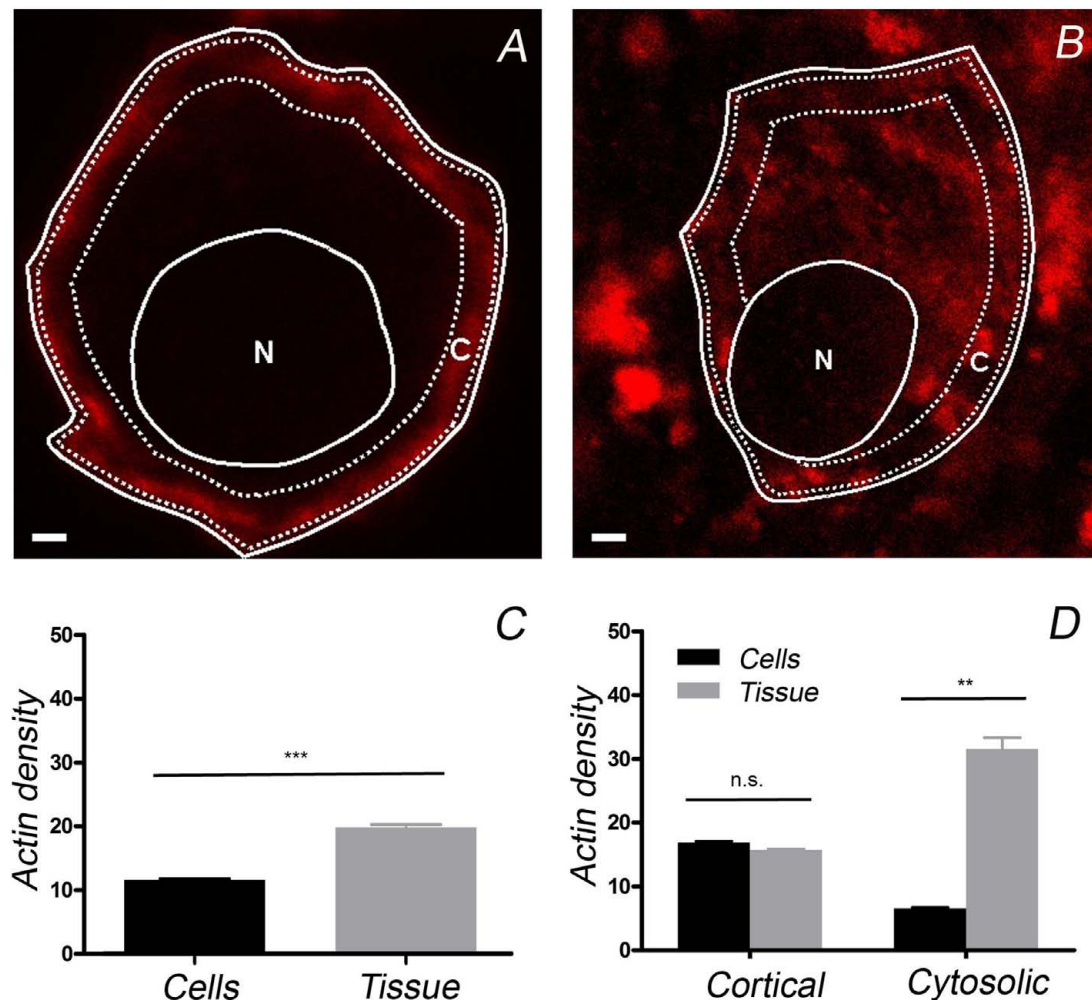 A
B
N
C
N
C
C
50
40
30
20
10
0
Actin density
***
Cells
Tissue
D
50
40
30
20
10
0
Actin density
Cells
Tissue
n.s.
**
Cortical
Cytosolic